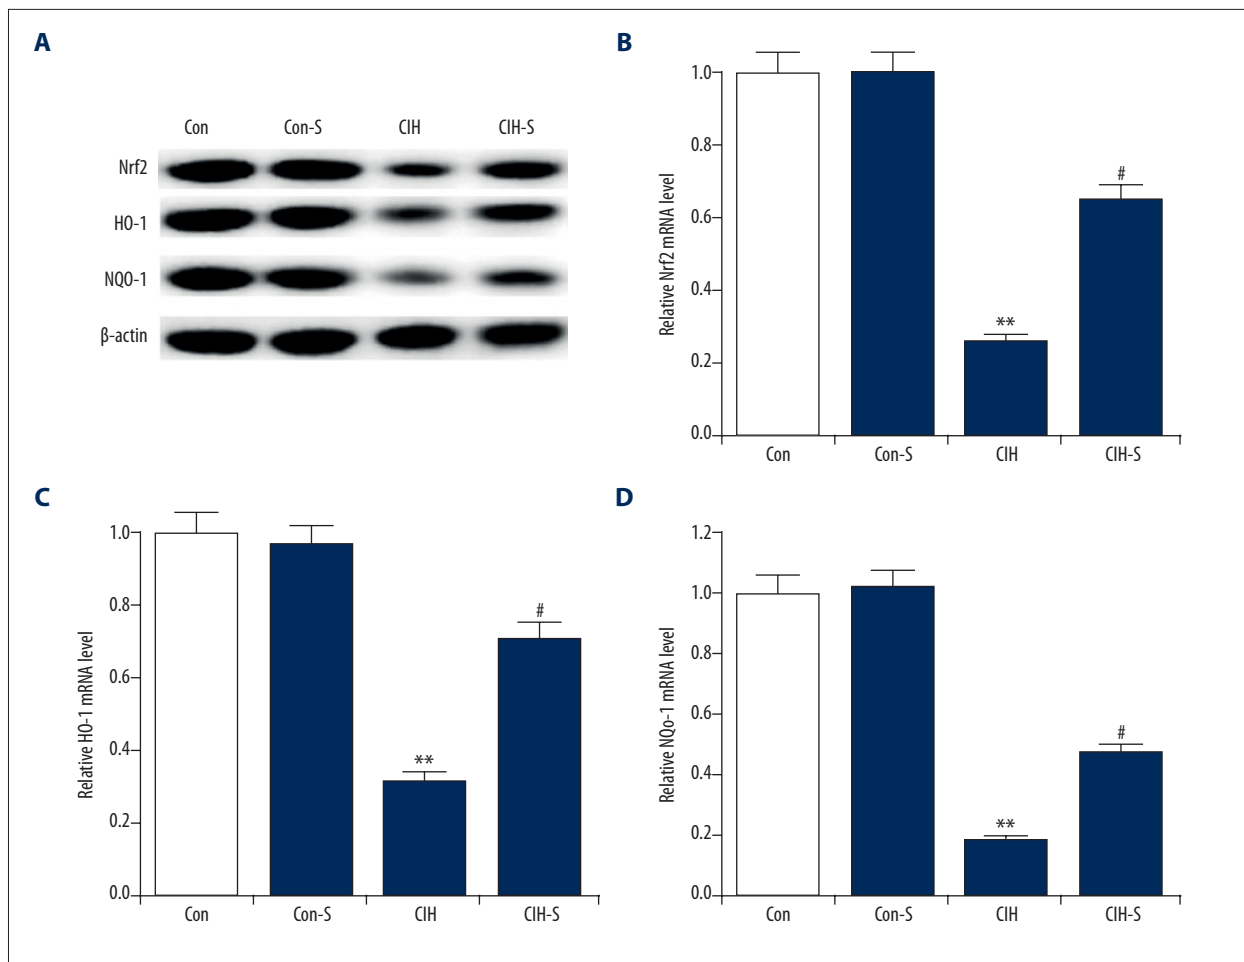 A
Con Con-S CIH CIH-S
Nrf2
HO-1
NQO-1
β-actin
B
Relative Nrf2 mRNA level
1.0
0.8
0.6
0.4
0.2
0.0
#
**
Con Con-S CIH CIH-S
C
Relative HO-1 mRNA level
1.0
0.8
0.6
0.4
0.2
0.0
#
**
Con Con-S CIH CIH-S
D
Relative NQo-1 mRNA level
1.2
1.0
0.8
0.6
0.4
0.2
0.0
#
**
Con Con-S CIH CIH-S